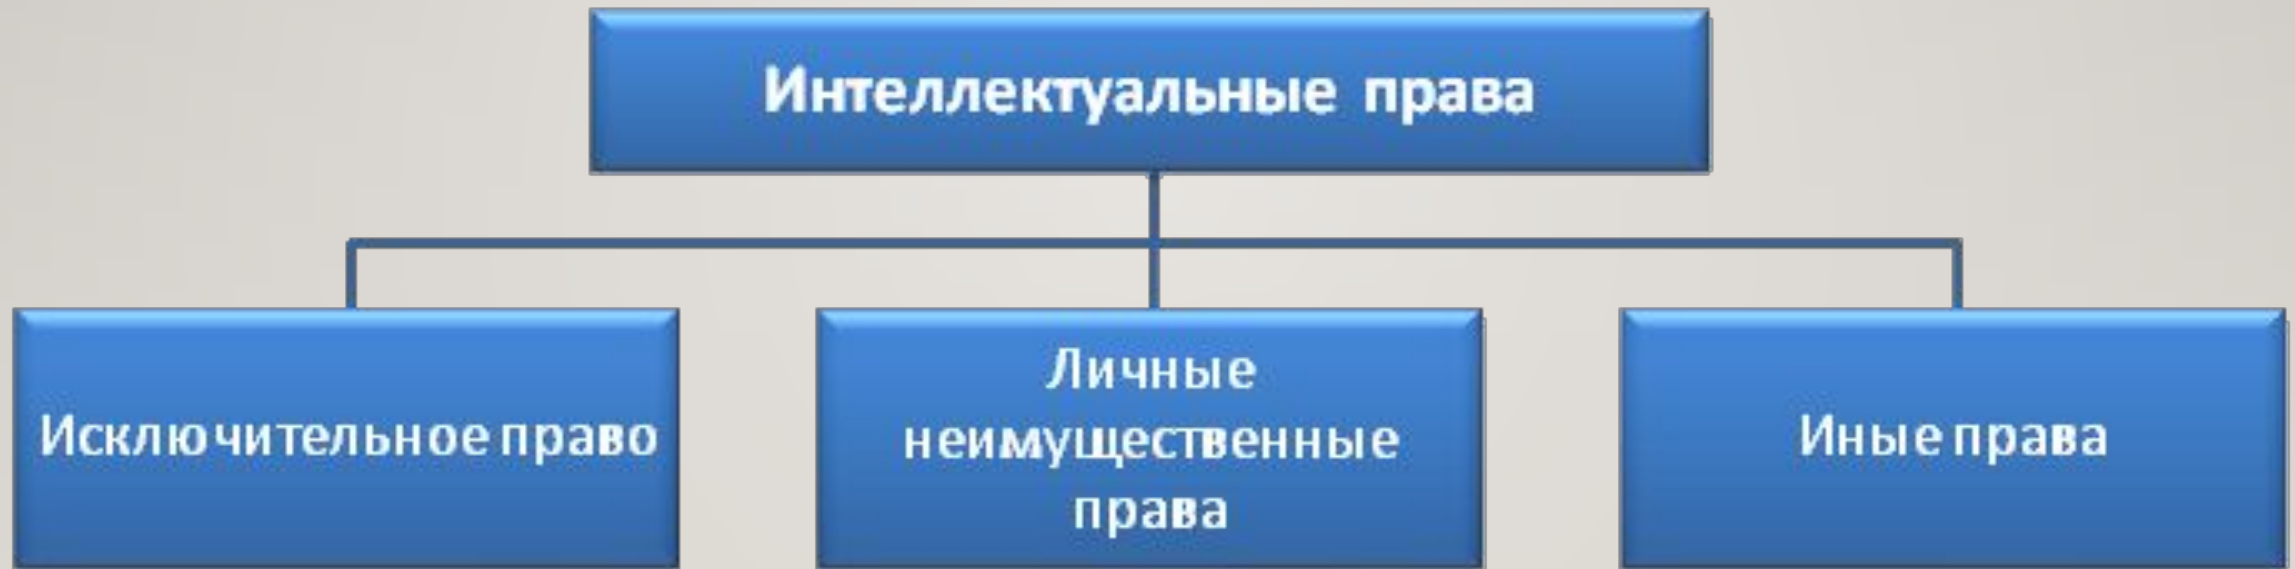 Интеллектуальные права
Исключительное право
Личные
неимущественные
права
Иные права